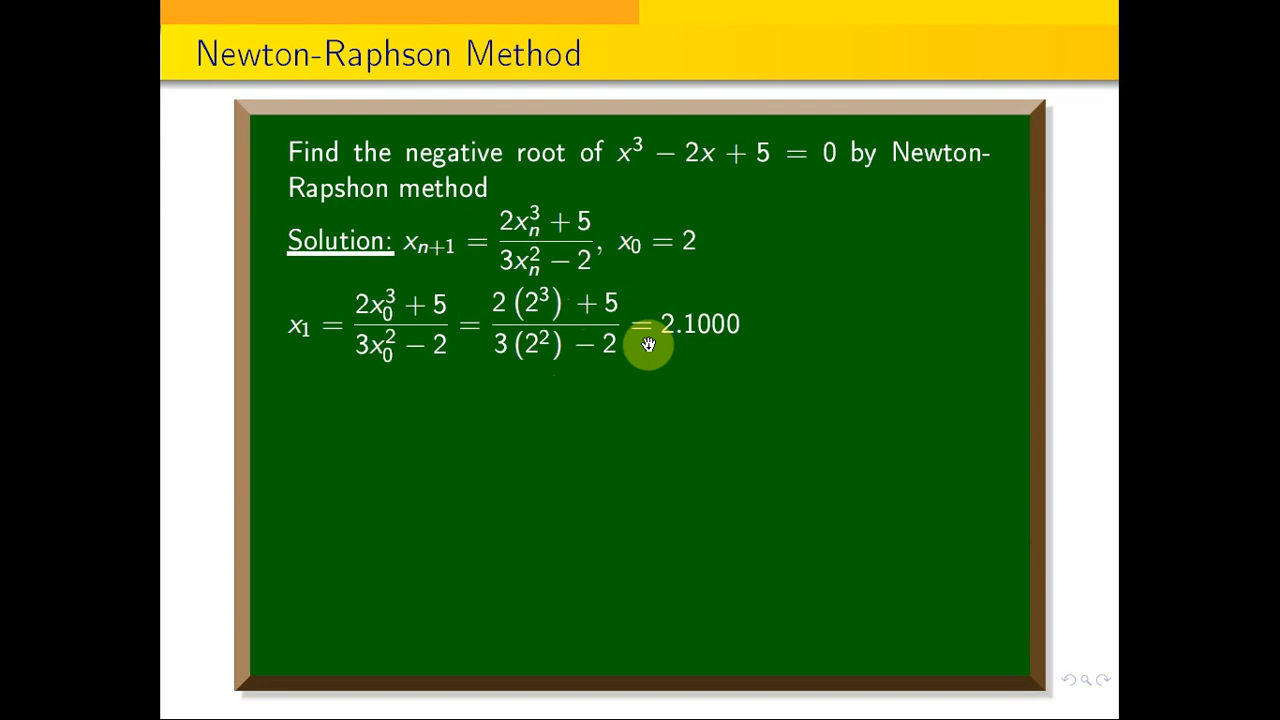 Newton-Raphson Method
Find the negative root of x³ − 2x + 5 = 0 by Newton-
Rapshon method
Solution: xₙ₊₁ = (2xₙ³ + 5)/(3xₙ² − 2), x₀ = 2
x₁ = (2x₀³ + 5)/(3x₀² − 2) = (2(2³) + 5)/(3(2²) − 2) = 2.1000